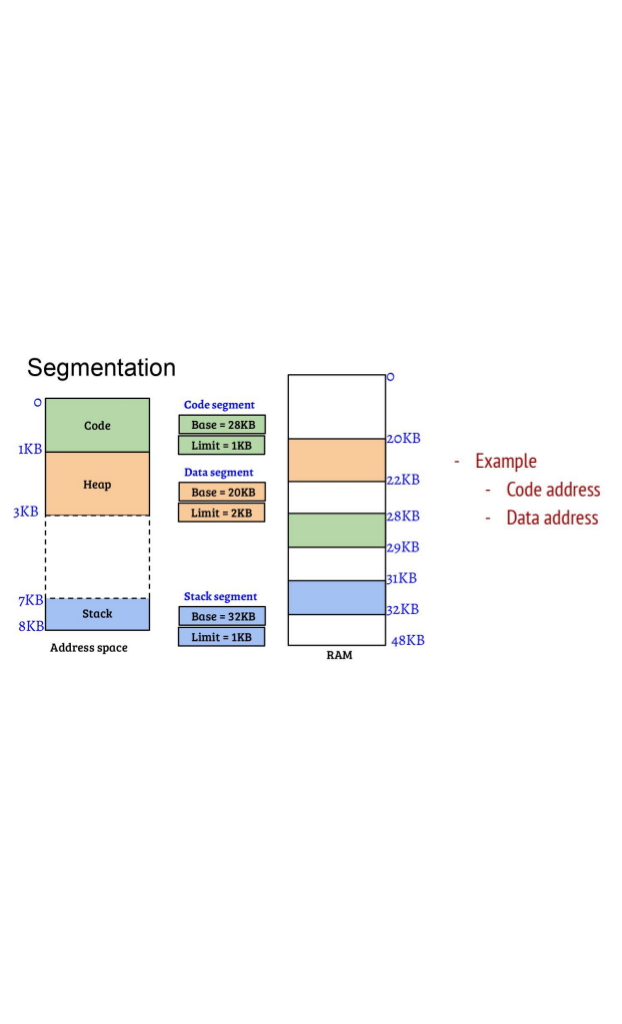 Segmentation
0
Code
1KB
Heap
3KB
7KB
Stack
8KB
Address space
Code segment
Base = 28KB
Limit = 1KB
Data segment
Base = 20KB
Limit = 2KB
Stack segment
Base = 32KB
Limit = 1KB
0
20KB
22KB
28KB
29KB
31KB
32KB
48KB
RAM
- Example
- Code address
- Data address